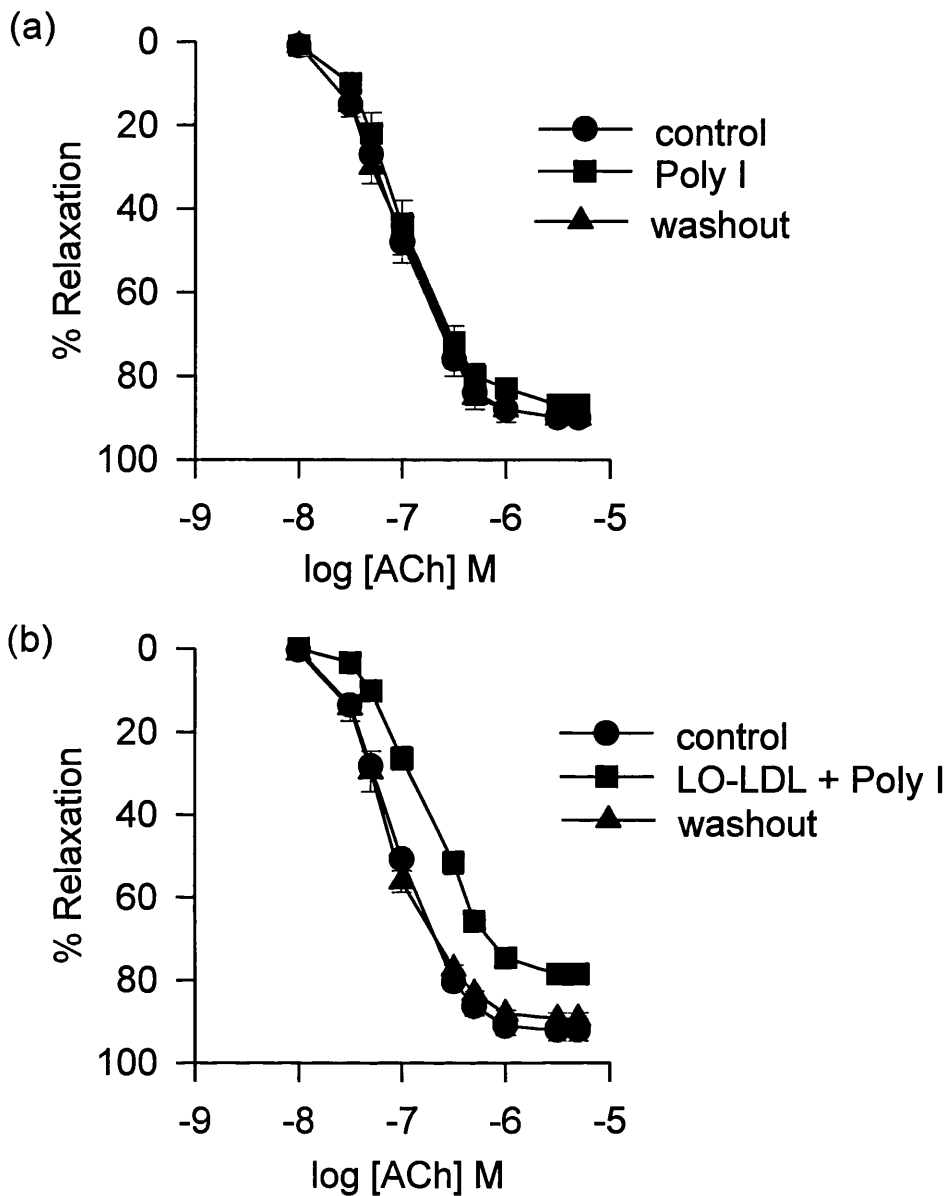 (a)
0
20
40
60
80
100
% Relaxation
-9 -8 -7 -6 -5
log [ACh] M
control
Poly I
washout
(b)
0
20
40
60
80
100
% Relaxation
-9 -8 -7 -6 -5
log [ACh] M
control
LO-LDL + Poly I
washout